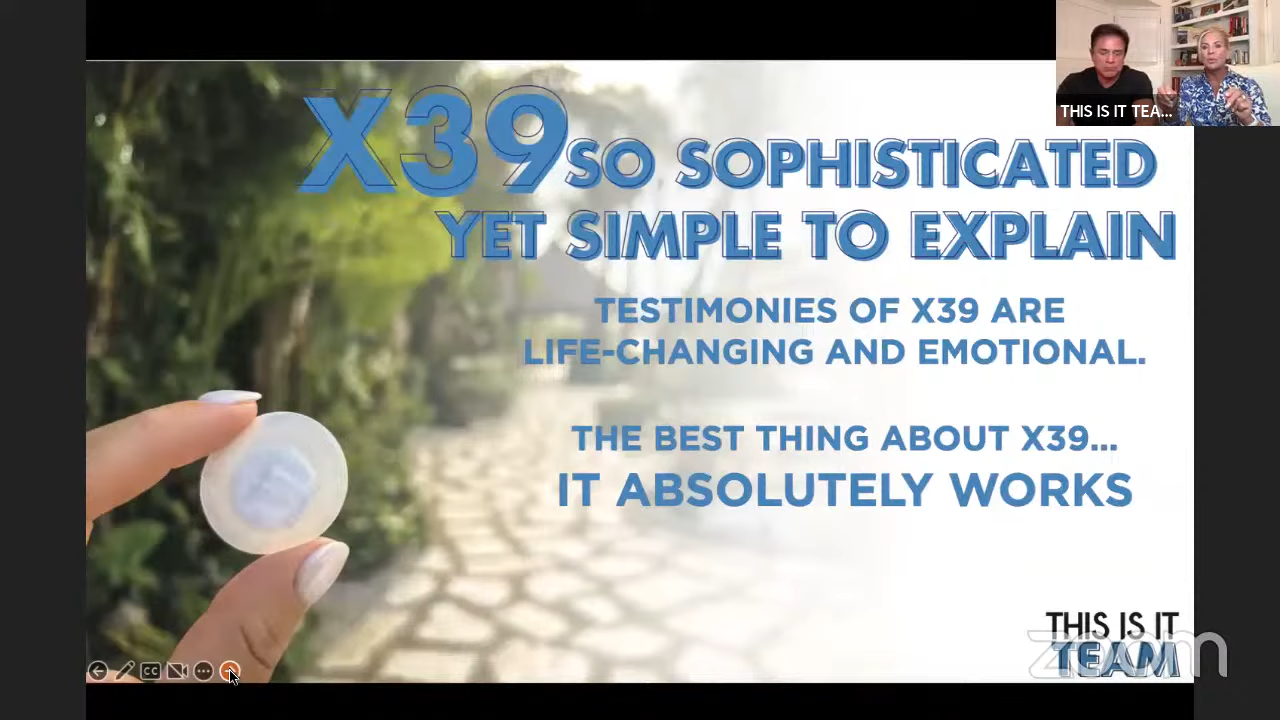 THIS IS IT TEA...
X39 SO SOPHISTICATED
YET SIMPLE TO EXPLAIN
TESTIMONIES OF X39 ARE
LIFE-CHANGING AND EMOTIONAL.
THE BEST THING ABOUT X39...
IT ABSOLUTELY WORKS
THIS IS IT
TEAM
zoom
CC